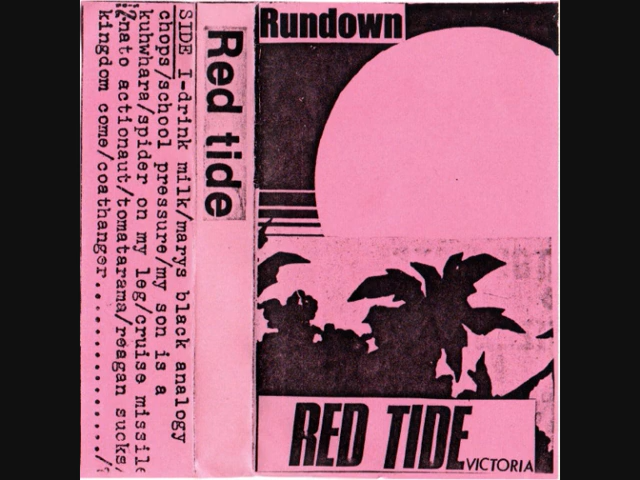 Rundown
RED TIDE
VICTORIA
Red tide
SIDE I-drink milk/marys black analogy
chops/school pressure/my son is a
kuhwhara/spider on my leg/cruise missile
nato actionaut/tomatarama/reagan sucks/
kingdom come/coathanger................/